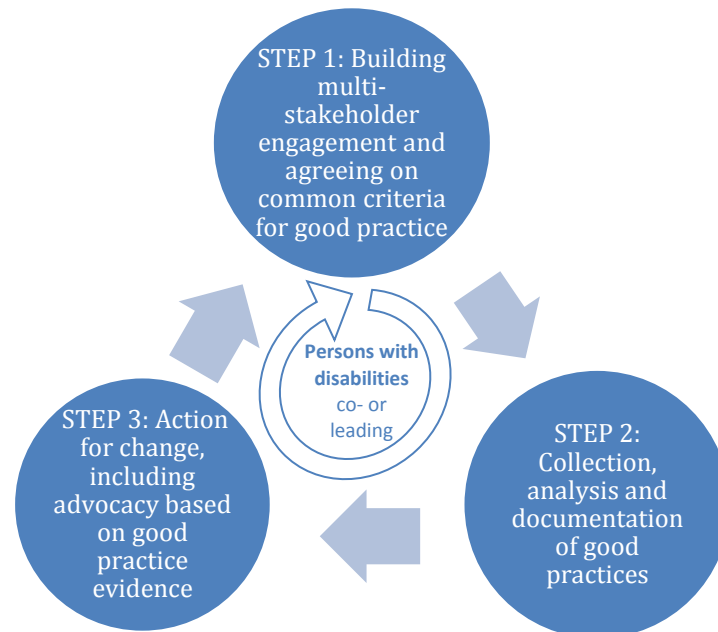 STEP 1: Building
multi-
stakeholder
engagement and
agreeing on
common criteria
for good practice
Persons with
disabilities
co- or
leading
STEP 2:
Collection,
analysis and
documentation
of good
practices
STEP 3: Action
for change,
including
advocacy based
on good
practice
evidence